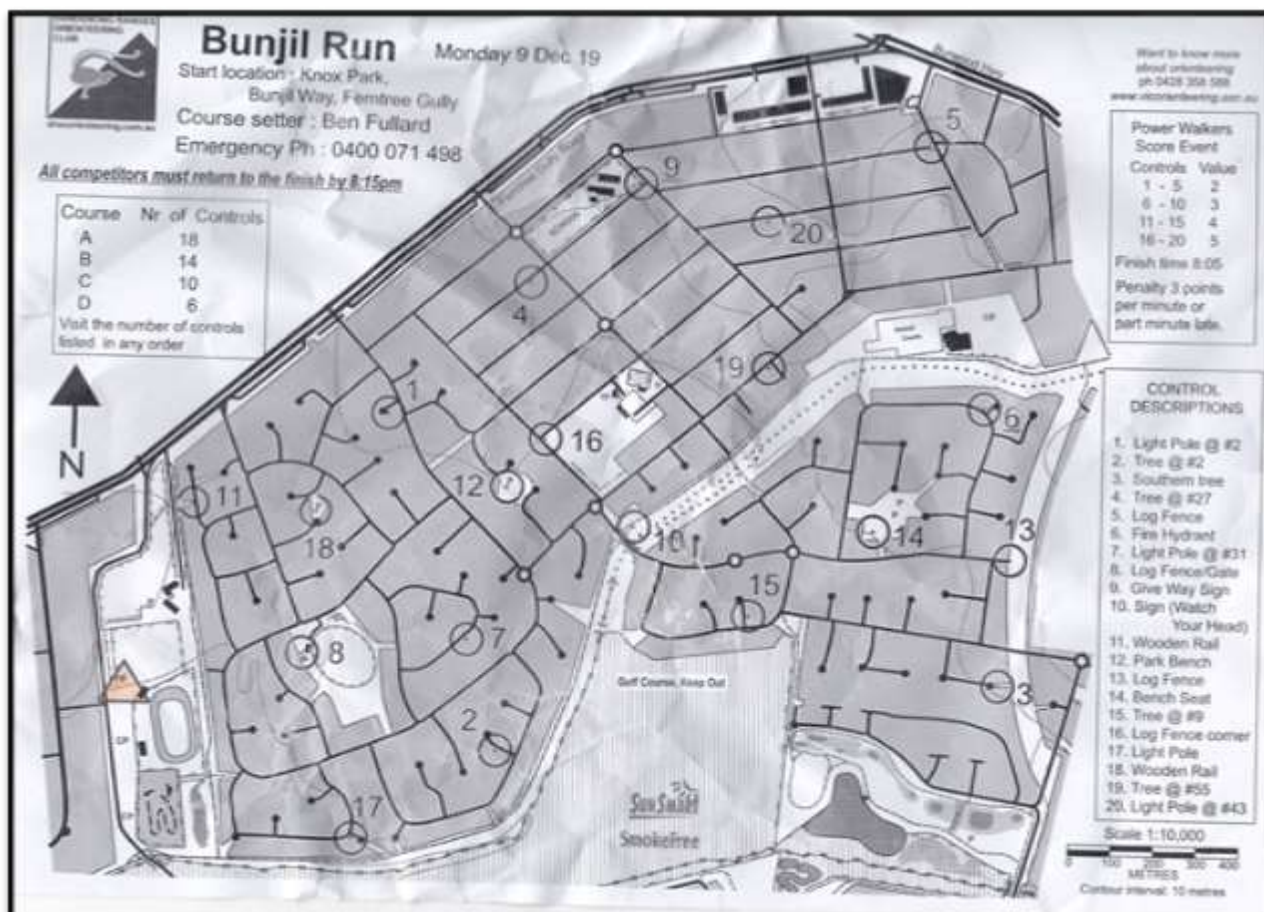 Bunjil Run
Monday 9 Dec 19
Start location : Knox Park,
Bunjil Way, Ferntree Gully
Course setter : Ben Fullard
Emergency Ph : 0400 071 498
All competitors must return to the finish by 8:15pm
Course Nr of Controls
A 18
B 14
C 10
D 6
Visit the number of controls
listed in any order
N
Want to know more
about orienteering
ph 0428 358 588
www.vicorienteering.asn.au
Power Walkers
Score Event
Controls Value
1 - 5 2
6 - 10 3
11 - 15 4
16 - 20 5
Finish time 8:05
Penalty 3 points
per minute or
part minute late.
CONTROL
DESCRIPTIONS
1. Light Pole @ #2
2. Tree @ #2
3. Southern tree
4. Tree @ #27
5. Log Fence
6. Fire Hydrant
7. Light Pole @ #31
8. Log Fence/Gate
9. Give Way Sign
10. Sign (Watch
Your Head)
11. Wooden Rail
12. Park Bench
13. Log Fence
14. Bench Seat
15. Tree @ #9
16. Log Fence corner
17. Light Pole
18. Wooden Rail
19. Tree @ #55
20. Light Pole @ #43
Scale 1:10,000
0 100 200 300 400
METRES
Contour interval: 10 metres
Burwood Hwy
5
9
20
4
19
1
6
16
12
11
10
14
13
18
15
7
8
3
2
17
Golf Course, Keep Out
SunSmart
SmokeFree